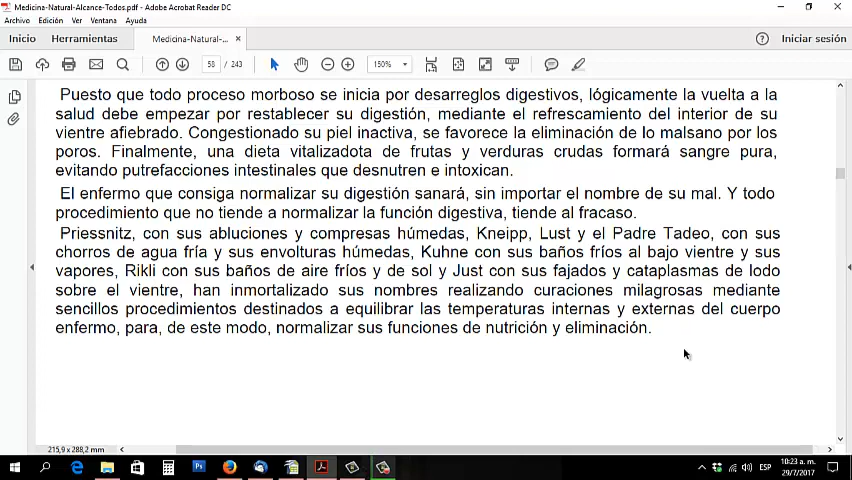 Medicina-Natural-Alcance-Todos.pdf - Adobe Acrobat Reader DC
Archivo Edición Ver Ventana Ayuda
Inicio Herramientas Medicina-Natural-... × Iniciar sesión
58 / 243 150%
Puesto que todo proceso morboso se inicia por desarreglos digestivos, lógicamente la vuelta a la
salud debe empezar por restablecer su digestión, mediante el refrescamiento del interior de su
vientre afiebrado. Congestionado su piel inactiva, se favorece la eliminación de lo malsano por los
poros. Finalmente, una dieta vitalizadota de frutas y verduras crudas formará sangre pura,
evitando putrefacciones intestinales que desnutren e intoxican.
El enfermo que consiga normalizar su digestión sanará, sin importar el nombre de su mal. Y todo
procedimiento que no tiende a normalizar la función digestiva, tiende al fracaso.
Priessnitz, con sus abluciones y compresas húmedas, Kneipp, Lust y el Padre Tadeo, con sus
chorros de agua fría y sus envolturas húmedas, Kuhne con sus baños fríos al bajo vientre y sus
vapores, Rikli con sus baños de aire fríos y de sol y Just con sus fajados y cataplasmas de lodo
sobre el vientre, han inmortalizado sus nombres realizando curaciones milagrosas mediante
sencillos procedimientos destinados a equilibrar las temperaturas internas y externas del cuerpo
enfermo, para, de este modo, normalizar sus funciones de nutrición y eliminación.
215,9 x 288,2 mm
ESP
10:23 a. m.
29/7/2017